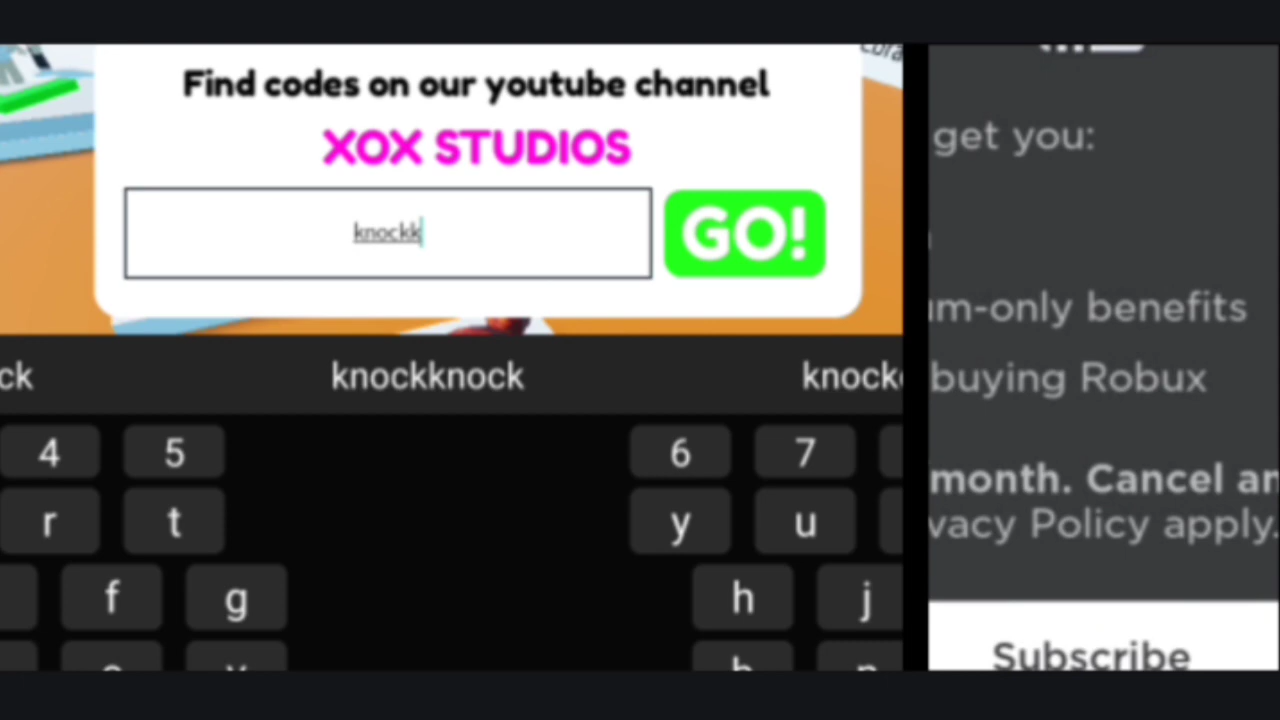 Find codes on our youtube channel
XOX STUDIOS
knockk
GO!
ck
knockknock
knock
4 5 6 7
r t y u
f g h j
get you:
um-only benefits
buying Robux
month. Cancel an
vacy Policy apply.
Subscribe